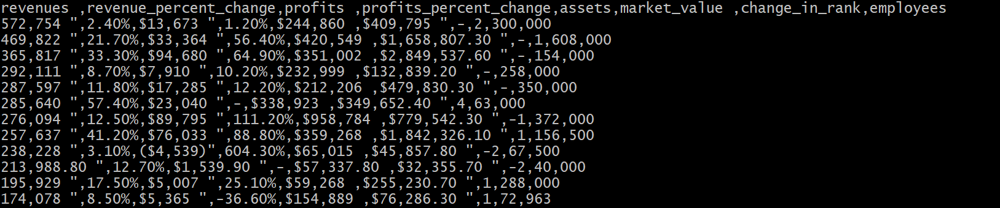 revenues ,revenue_percent_change,profits ,profits_percent_change,assets,market_value ,change_in_rank,employees
572,754 ",2.40%,$13,673 ",1.20%,$244,860 ,$409,795 ",-,2,300,000
469,822 ",21.70%,$33,364 ",56.40%,$420,549 ,$1,658,807.30 ",-,1,608,000
365,817 ",33.30%,$94,680 ",64.90%,$351,002 ,$2,849,537.60 ",-,154,000
292,111 ",8.70%,$7,910 ",10.20%,$232,999 ,$132,839.20 ",-,258,000
287,597 ",11.80%,$17,285 ",12.20%,$212,206 ,$479,830.30 ",-,350,000
285,640 ",57.40%,$23,040 ",-,$338,923 ,$349,652.40 ",4,63,000
276,094 ",12.50%,$89,795 ",111.20%,$958,784 ,$779,542.30 ",-1,372,000
257,637 ",41.20%,$76,033 ",88.80%,$359,268 ,$1,842,326.10 ",1,156,500
238,228 ",3.10%,($4,539)",604.30%,$65,015 ,$45,857.80 ",-2,67,500
213,988.80 ",12.70%,$1,539.90 ",-,$57,337.80 ,$32,355.70 ",-2,40,000
195,929 ",17.50%,$5,007 ",25.10%,$59,268 ,$255,230.70 ",1,288,000
174,078 ",8.50%,$5,365 ",-36.60%,$154,889 ,$76,286.30 ",1,72,963